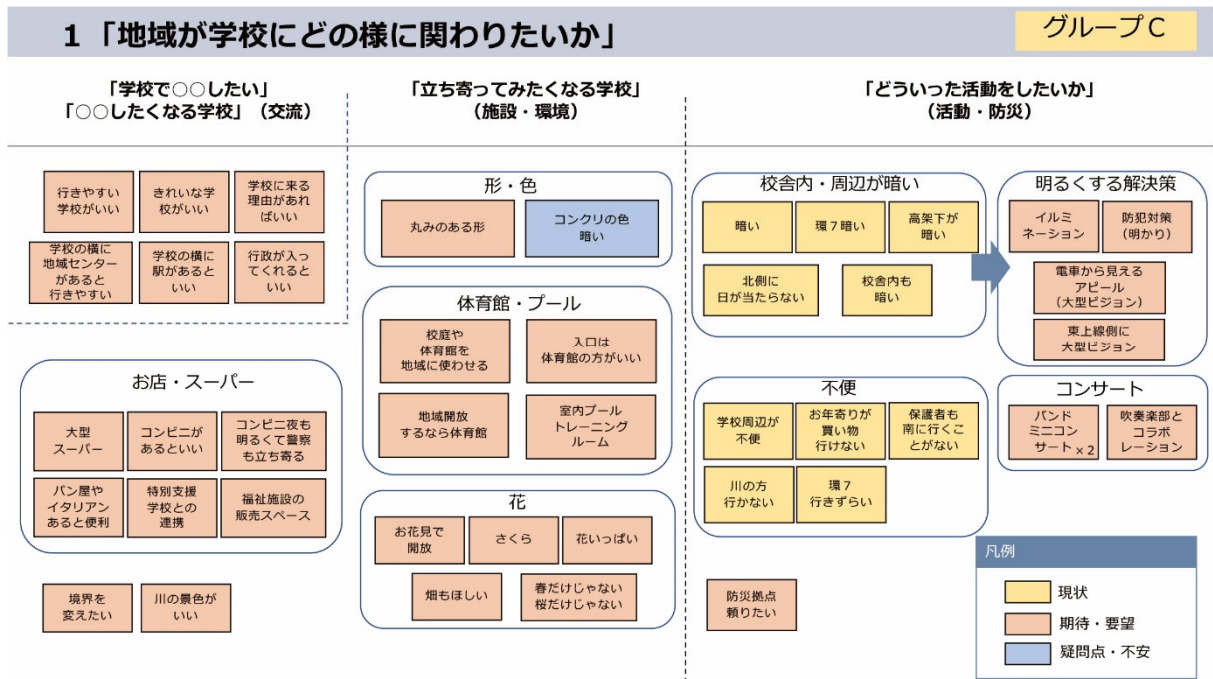 1 「地域が学校にどの様に関わりたいか」
グループC
「学校で○○したい」
「○○したくなる学校」(交流)
行きやすい
学校がいい
きれいな学
校がいい
学校に来る
理由があれ
ばいい
学校の横に
地域センター
があると
行きやすい
学校の横に
駅があると
いい
行政が入っ
てくれると
いい
お店・スーパー
大型
スーパー
コンビニが
あるといい
コンビニ夜も
明るくて警察
も立ち寄る
パン屋や
イタリアン
あると便利
特別支援
学校との
連携
福祉施設の
販売スペース
境界を
変えたい
川の景色が
いい
「立ち寄ってみたくなる学校」
(施設・環境)
形・色
丸みのある形
コンクリの色
暗い
体育館・プール
校庭や
体育館を
地域に使わせる
入口は
体育館の方がいい
地域開放
するなら体育館
室内プール
トレーニング
ルーム
花
お花見で
開放
さくら
花いっぱい
畑もほしい
春だけじゃない
桜だけじゃない
「どういった活動をしたいか」
(活動・防災)
校舎内・周辺が暗い
暗い
環7暗い
高架下が
暗い
北側に
日が当たらない
校舎内も
暗い
明るくする解決策
イルミ
ネーション
防犯対策
(明かり)
電車から見える
アピール
(大型ビジョン)
東上線側に
大型ビジョン
不便
学校周辺が
不便
お年寄りが
買い物
行けない
保護者も
南に行くこ
とがない
川の方
行かない
環7
行きずらい
コンサート
バンド
ミニコン
サート×2
吹奏楽部と
コラボ
レーション
防災拠点
頼りたい
凡例
現状
期待・要望
疑問点・不安